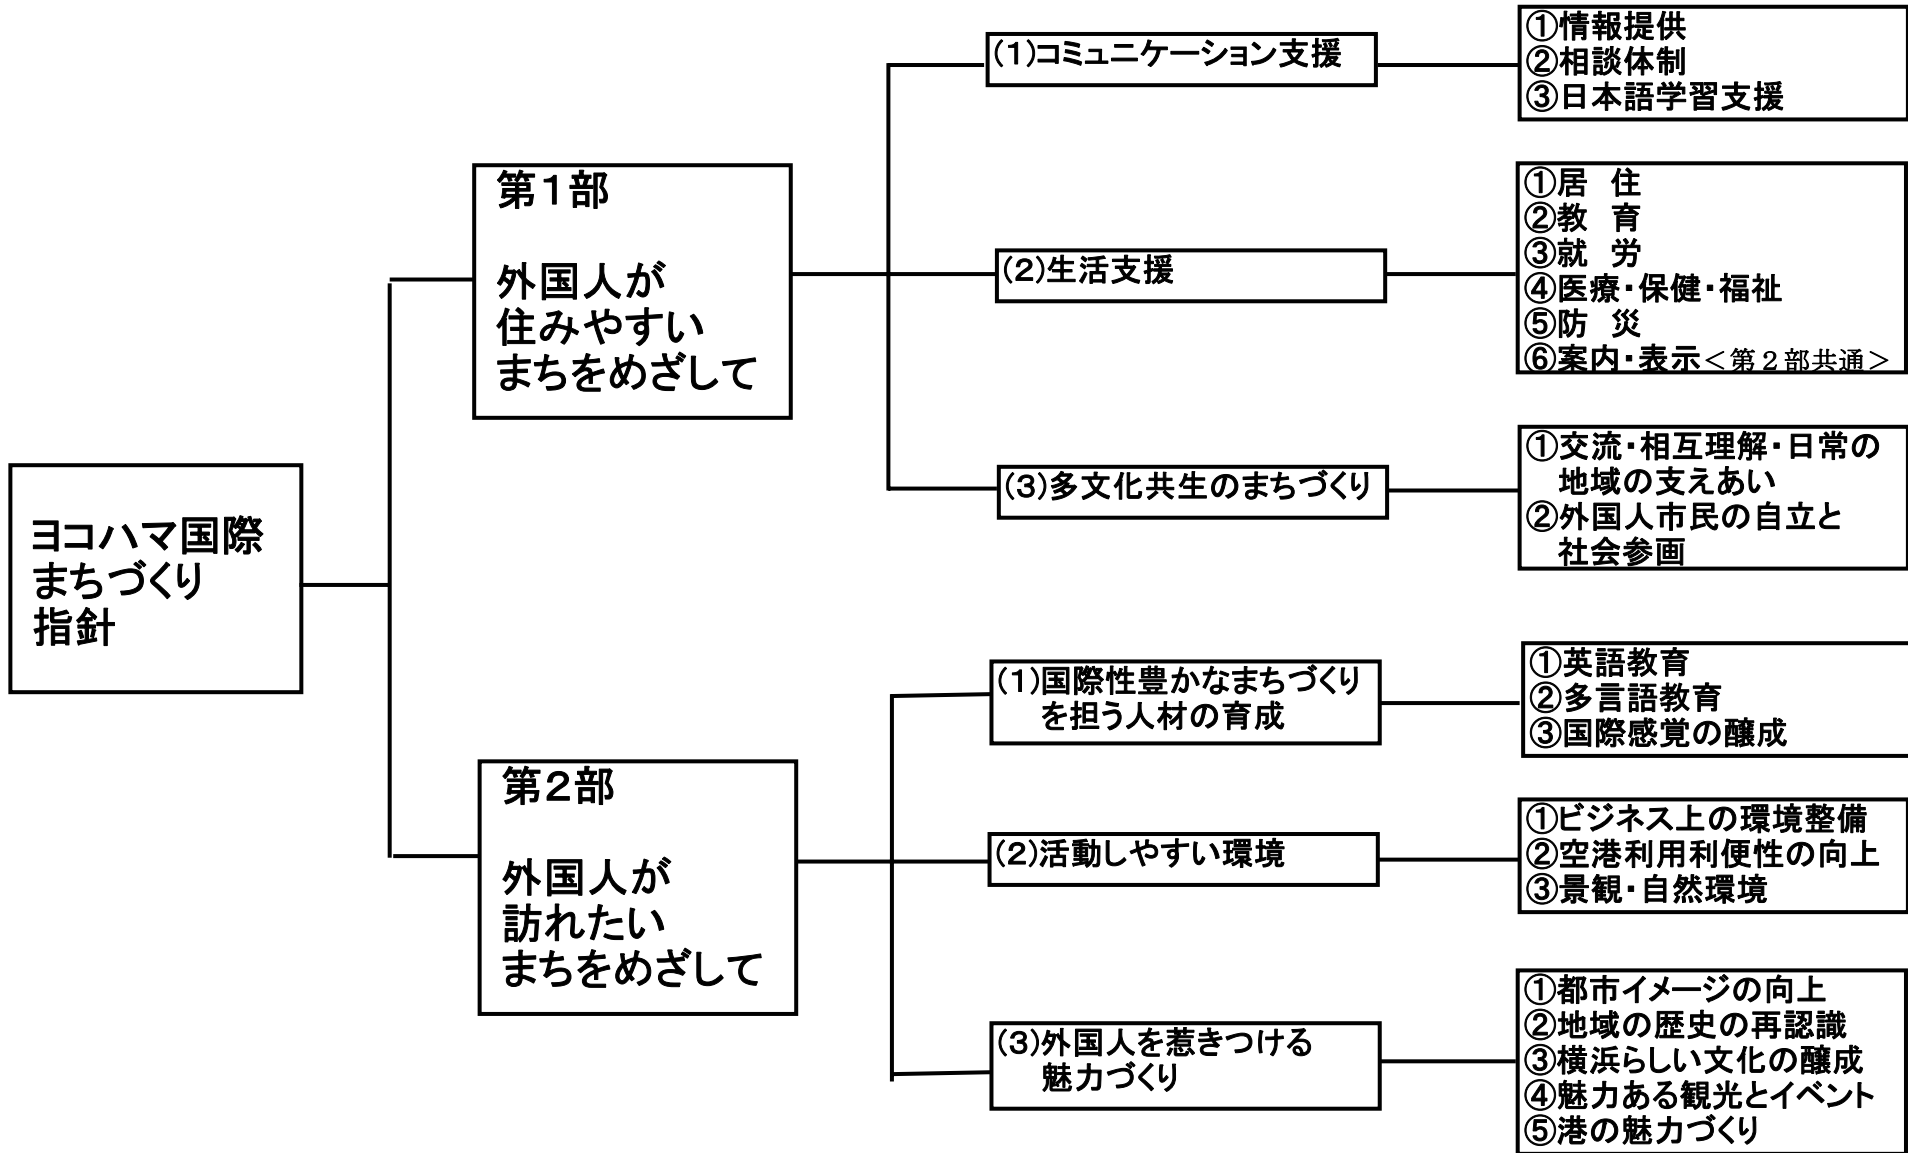 ヨコハマ国際
まちづくり
指針
第１部
外国人が
住みやすい
まちをめざして
(1)コミュニケーション支援
①情報提供
②相談体制
③日本語学習支援
(2)生活支援
①居　住
②教　育
③就　労
④医療・保健・福祉
⑤防　災
⑥案内・表示＜第２部共通＞
(3)多文化共生のまちづくり
①交流・相互理解・日常の
地域の支えあい
②外国人市民の自立と
社会参画
第２部
外国人が
訪れたい
まちをめざして
(1)国際性豊かなまちづくり
を担う人材の育成
①英語教育
②多言語教育
③国際感覚の醸成
(2)活動しやすい環境
①ビジネス上の環境整備
②空港利用利便性の向上
③景観・自然環境
(3)外国人を惹きつける
魅力づくり
①都市イメージの向上
②地域の歴史の再認識
③横浜らしい文化の醸成
④魅力ある観光とイベント
⑤港の魅力づくり